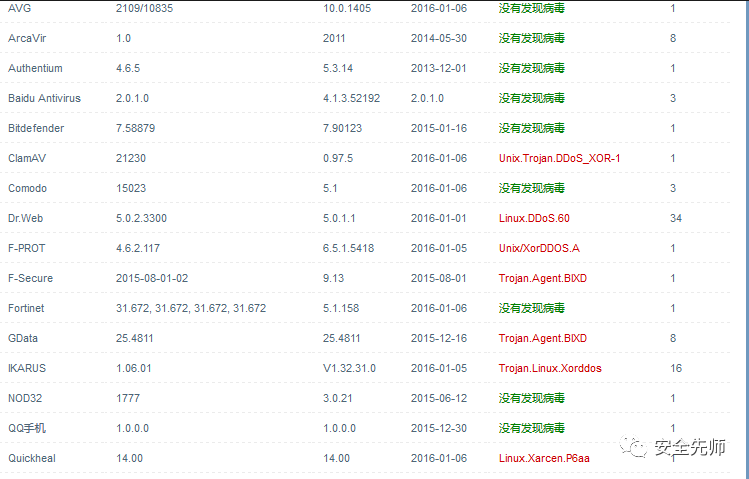 AVG 2109/10835 10.0.1405 2016-01-06 没有发现病毒 1
ArcaVir 1.0 2011 2014-05-30 没有发现病毒 8
Authentium 4.6.5 5.3.14 2013-12-01 没有发现病毒 1
Baidu Antivirus 2.0.1.0 4.1.3.52192 2.0.1.0 没有发现病毒 3
Bitdefender 7.58879 7.90123 2015-01-16 没有发现病毒 1
ClamAV 21230 0.97.5 2016-01-06 Unix.Trojan.DDoS_XOR-1 1
Comodo 15023 5.1 2016-01-06 没有发现病毒 3
Dr.Web 5.0.2.3300 5.0.1.1 2016-01-01 Linux.DDoS.60 34
F-PROT 4.6.2.117 6.5.1.5418 2016-01-05 Unix/XorDDOS.A 1
F-Secure 2015-08-01-02 9.13 2015-08-01 Trojan.Agent.BIXD 1
Fortinet 31.672, 31.672, 31.672, 31.672 5.1.158 2016-01-06 没有发现病毒 1
GData 25.4811 25.4811 2015-12-16 Trojan.Agent.BIXD 8
IKARUS 1.06.01 V1.32.31.0 2016-01-05 Trojan.Linux.Xorddos 16
NOD32 1777 3.0.21 2015-06-12 没有发现病毒 1
QQ手机 1.0.0.0 1.0.0.0 2015-12-30 没有发现病毒 1
Quickheal 14.00 14.00 2016-01-06 Linux.Xarcen.P6aa 1
安全先师